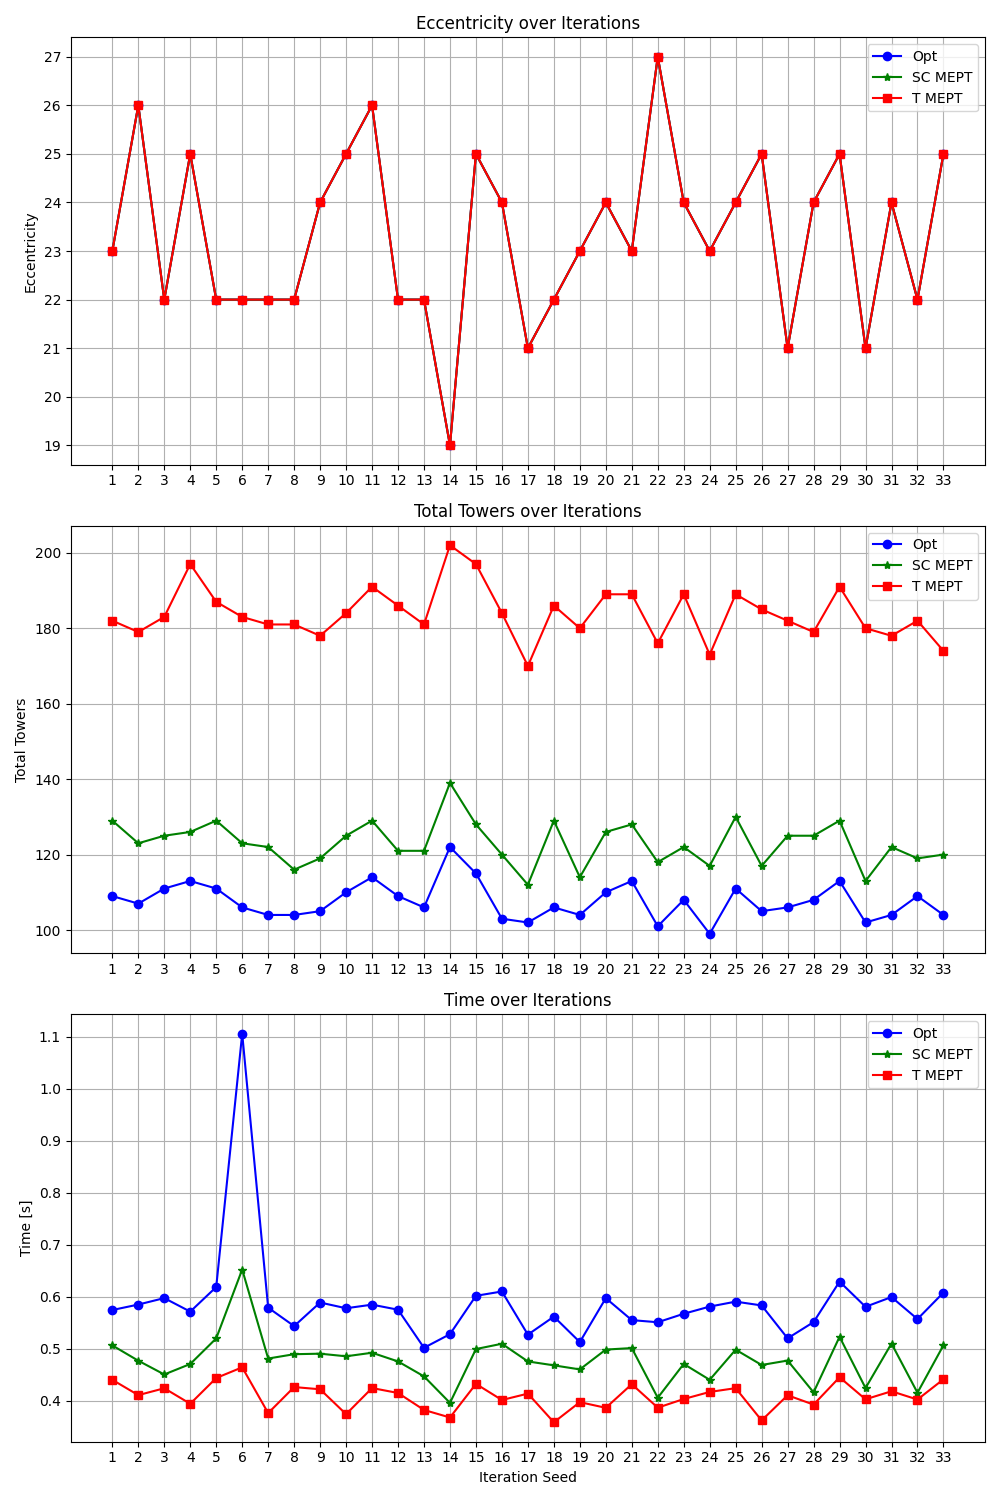 Eccentricity over Iterations
27
26
25
24
23
22
21
20
19
Eccentricity
Opt
SC MEPT
T MEPT
1 2 3 4 5 6 7 8 9 10 11 12 13 14 15 16 17 18 19 20 21 22 23 24 25 26 27 28 29 30 31 32 33
Total Towers over Iterations
200
180
160
140
120
100
Total Towers
Opt
SC MEPT
T MEPT
1 2 3 4 5 6 7 8 9 10 11 12 13 14 15 16 17 18 19 20 21 22 23 24 25 26 27 28 29 30 31 32 33
Time over Iterations
1.1
1.0
0.9
0.8
0.7
0.6
0.5
0.4
Time [s]
Opt
SC MEPT
T MEPT
1 2 3 4 5 6 7 8 9 10 11 12 13 14 15 16 17 18 19 20 21 22 23 24 25 26 27 28 29 30 31 32 33
Iteration Seed